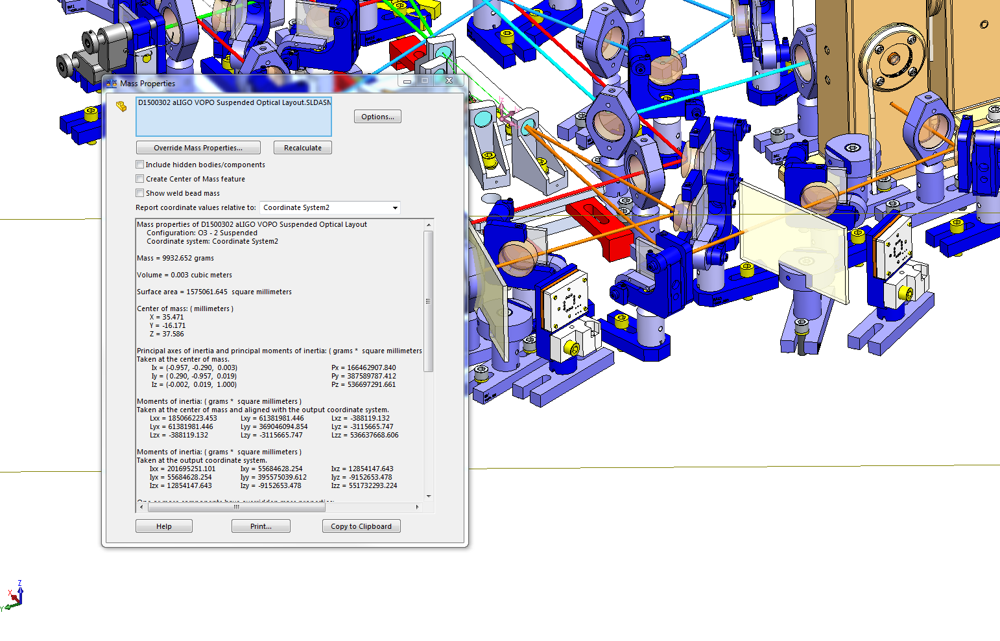 Mass Properties
D1500302 aLIGO VOPO Suspended Optical Layout.SLDASM
Options...
Override Mass Properties...
Recalculate
Include hidden bodies/components
Create Center of Mass feature
Show weld bead mass
Report coordinate values relative to: Coordinate System2
Mass properties of D1500302 aLIGO VOPO Suspended Optical Layout
Configuration: O3 - 2 Suspended
Coordinate system: Coordinate System2
Mass = 9932.652 grams
Volume = 0.003 cubic meters
Surface area = 1575061.645 square millimeters
Center of mass: ( millimeters )
X = 35.471
Y = -16.171
Z = 37.586
Principal axes of inertia and principal moments of inertia: ( grams * square millimeters
Taken at the center of mass.
Ix = (-0.957, -0.290, 0.003) Px = 166462907.840
Iy = ( 0.290, -0.957, 0.019) Py = 387589787.412
Iz = (-0.002, 0.019, 1.000) Pz = 536697291.661
Moments of inertia: ( grams * square millimeters )
Taken at the center of mass and aligned with the output coordinate system.
Lxx = 185066223.453 Lxy = 61381981.446 Lxz = -388119.132
Lyx = 61381981.446 Lyy = 369046094.854 Lyz = -3115665.747
Lzx = -388119.132 Lzy = -3115665.747 Lzz = 536637668.606
Moments of inertia: ( grams * square millimeters )
Taken at the output coordinate system.
Ixx = 201695251.101 Ixy = 55684628.254 Ixz = 12854147.643
Iyx = 55684628.254 Iyy = 395575039.612 Iyz = -9152653.478
Izx = 12854147.643 Izy = -9152653.478 Izz = 551732293.224
One or more components have overridden mass properties:
Help
Print...
Copy to Clipboard
Z
X
Y